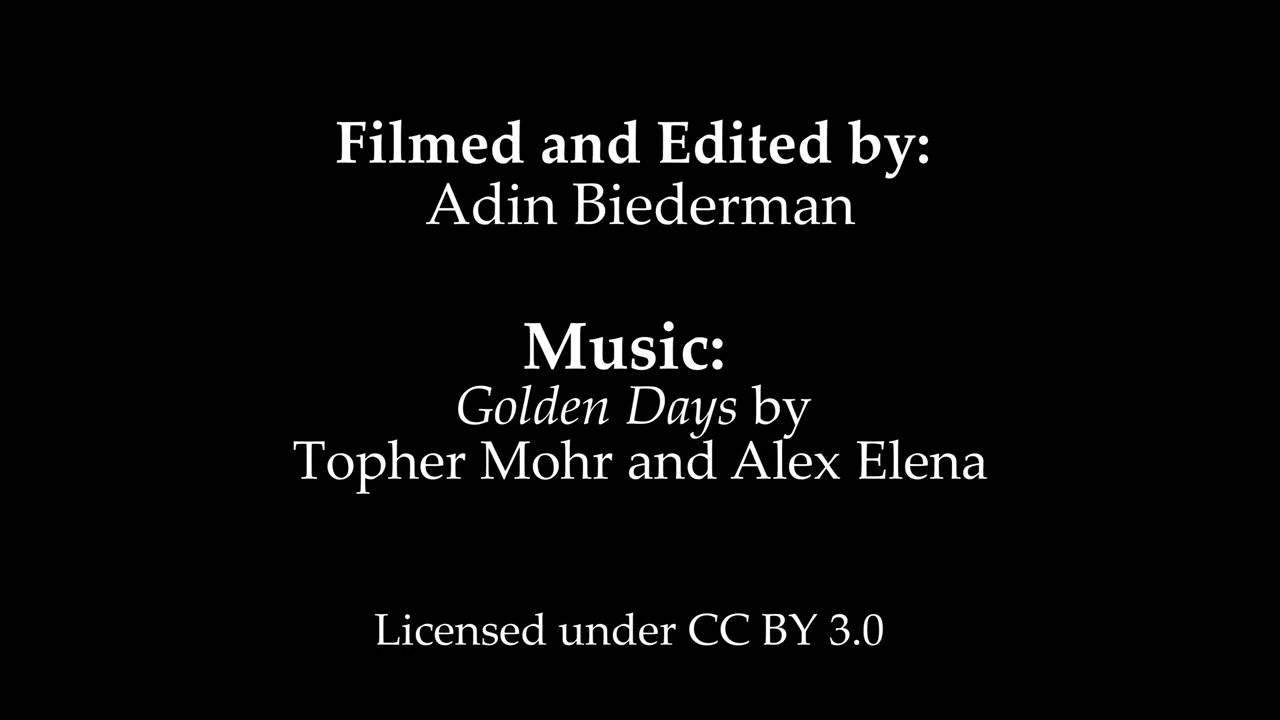 Filmed and Edited by:
Adin Biederman
Music:
Golden Days by
Topher Mohr and Alex Elena
Licensed under CC BY 3.0